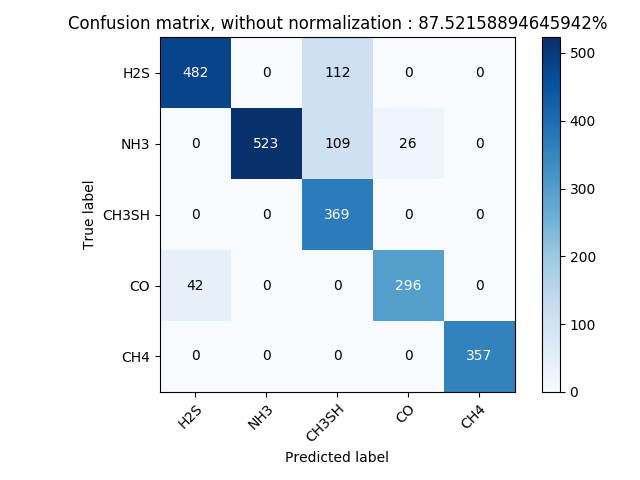 Confusion matrix, without normalization : 87.52158894645942%
True label
H2S 482 0 112 0 0
NH3 0 523 109 26 0
CH3SH 0 0 369 0 0
CO 42 0 0 296 0
CH4 0 0 0 0 357
H2S NH3 CH3SH CO CH4
Predicted label
500
400
300
200
100
0